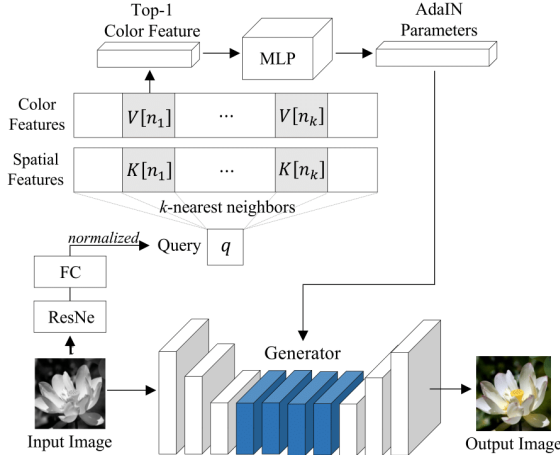 Top-1
Color Feature
MLP
AdaIN
Parameters
Color
Features
V[n₁]
...
V[nₖ]
Spatial
Features
K[n₁]
...
K[nₖ]
k-nearest neighbors
normalized
Query
q
FC
ResNe
Generator
Input Image
Output Image